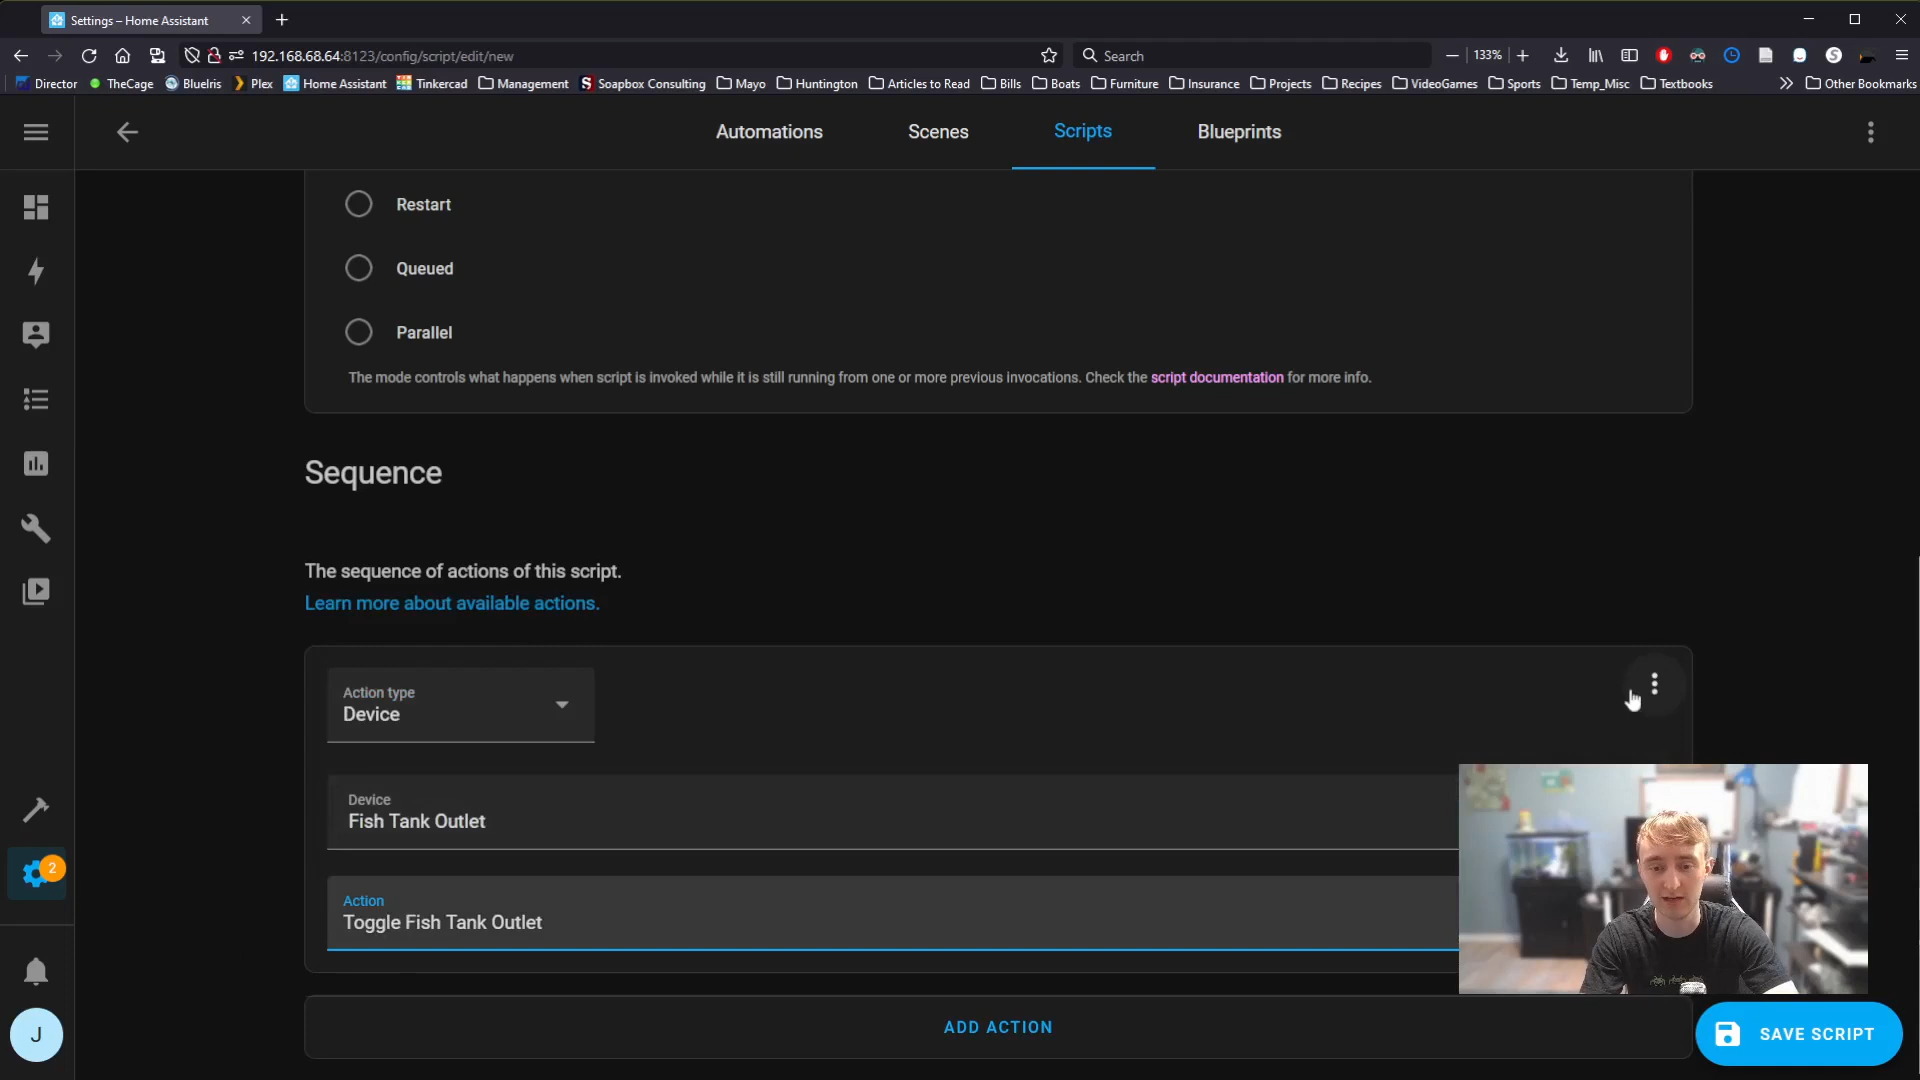 Settings – Home Assistant
192.168.68.64:8123/config/script/edit/new
Search
133%
Director
TheCage
BlueIris
Plex
Home Assistant
Tinkercad
Management
Soapbox Consulting
Mayo
Huntington
Articles to Read
Bills
Boats
Furniture
Insurance
Projects
Recipes
VideoGames
Sports
Temp_Misc
Textbooks
Other Bookmarks
Automations
Scenes
Scripts
Blueprints
Restart
Queued
Parallel
The mode controls what happens when script is invoked while it is still running from one or more previous invocations. Check the script documentation for more info.
Sequence
The sequence of actions of this script.
Learn more about available actions.
Action type
Device
Device
Fish Tank Outlet
Action
Toggle Fish Tank Outlet
2
J
ADD ACTION
SAVE SCRIPT